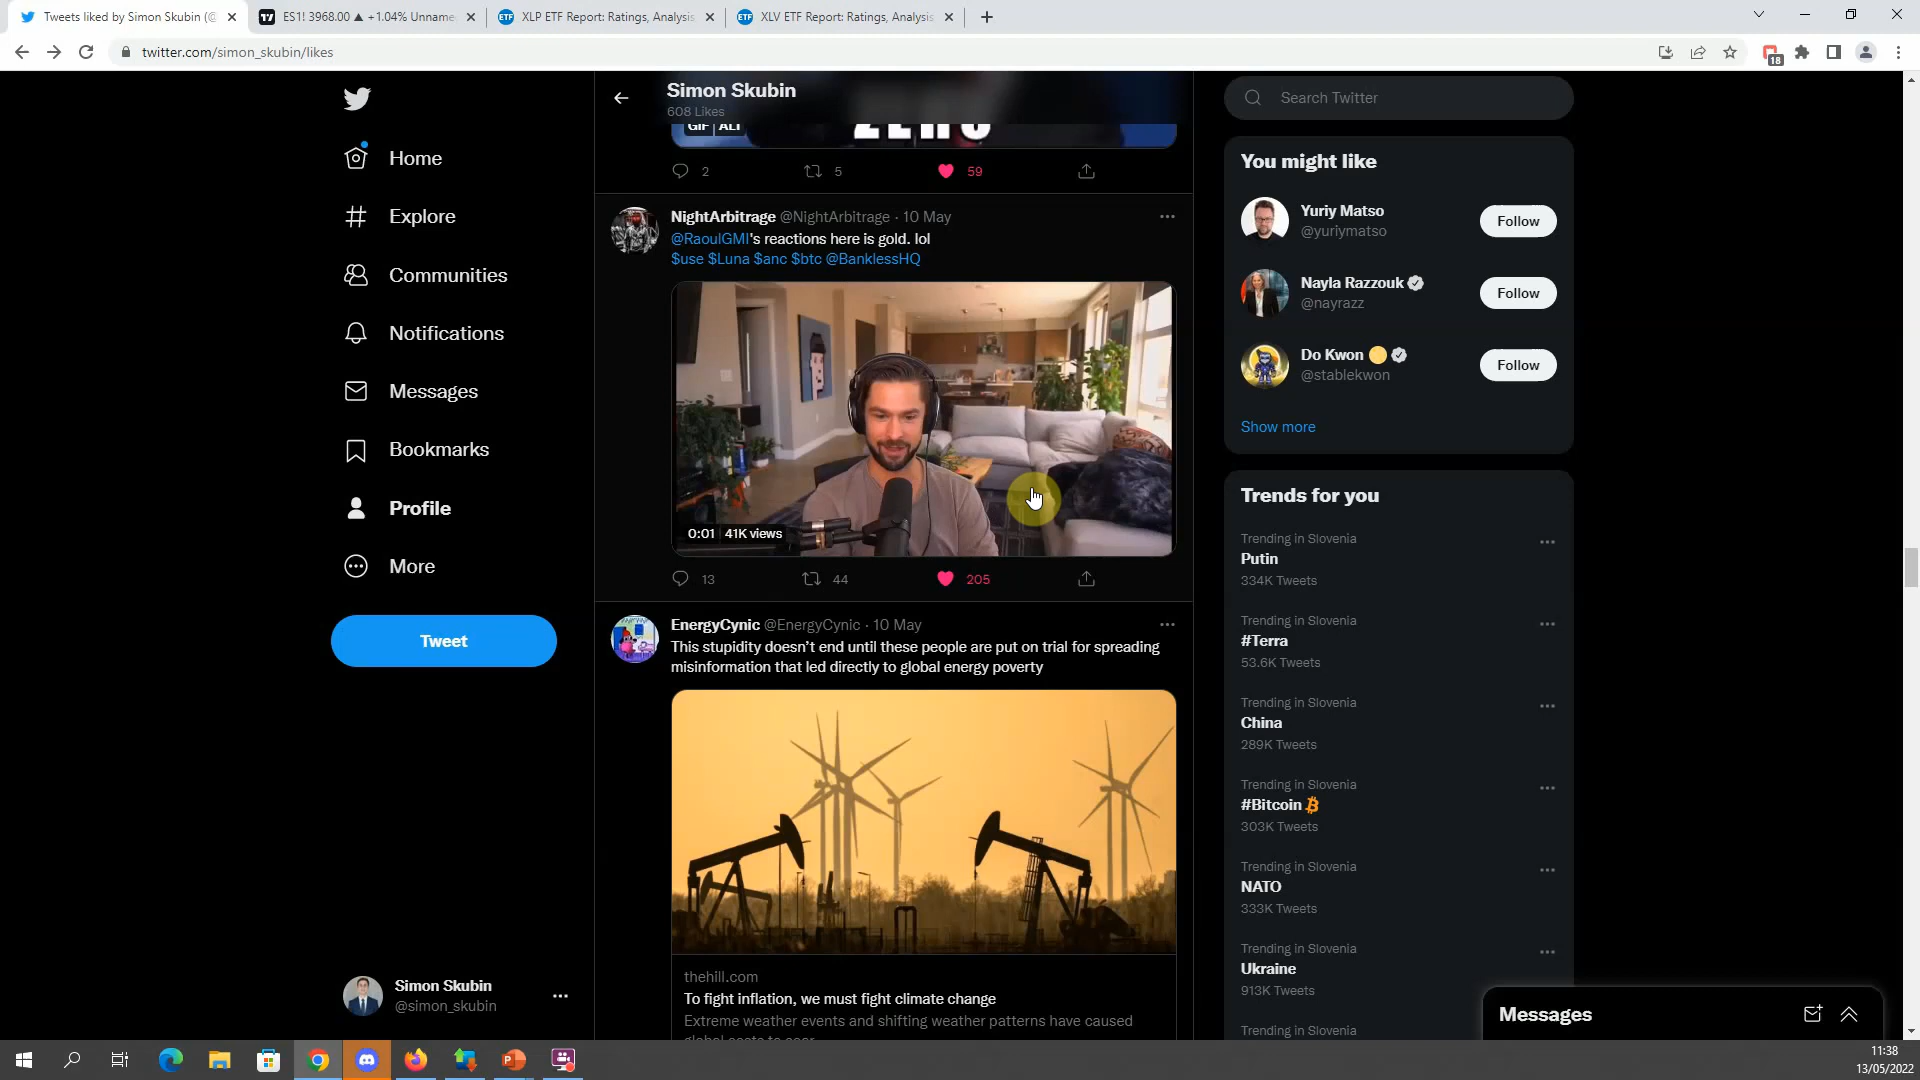 Tweets liked by Simon Skubin (@
ES1! 3968.00 ▲ +1.04% Unname
XLP ETF Report: Ratings, Analysis
XLV ETF Report: Ratings, Analysis
twitter.com/simon_skubin/likes
18
Home
Explore
Communities
Notifications
Messages
Bookmarks
Profile
More
Tweet
Simon Skubin
@simon_skubin
Simon Skubin
608 Likes
GIF ALT
ZERO
2 5 59
NightArbitrage @NightArbitrage · 10 May
@RaoulGMI's reactions here is gold. lol
$use $Luna $anc $btc @BanklessHQ
0:01 41K views
13 44 205
EnergyCynic @EnergyCynic · 10 May
This stupidity doesn't end until these people are put on trial for spreading
misinformation that led directly to global energy poverty
thehill.com
To fight inflation, we must fight climate change
Extreme weather events and shifting weather patterns have caused
Search Twitter
You might like
Yuriy Matso
@yuriymatso
Follow
Nayla Razzouk
@nayrazz
Follow
Do Kwon
@stablekwon
Follow
Show more
Trends for you
Trending in Slovenia
Putin
334K Tweets
Trending in Slovenia
#Terra
53.6K Tweets
Trending in Slovenia
China
289K Tweets
Trending in Slovenia
#Bitcoin
303K Tweets
Trending in Slovenia
NATO
333K Tweets
Trending in Slovenia
Ukraine
913K Tweets
Trending in Slovenia
Messages
11:38
13/05/2022